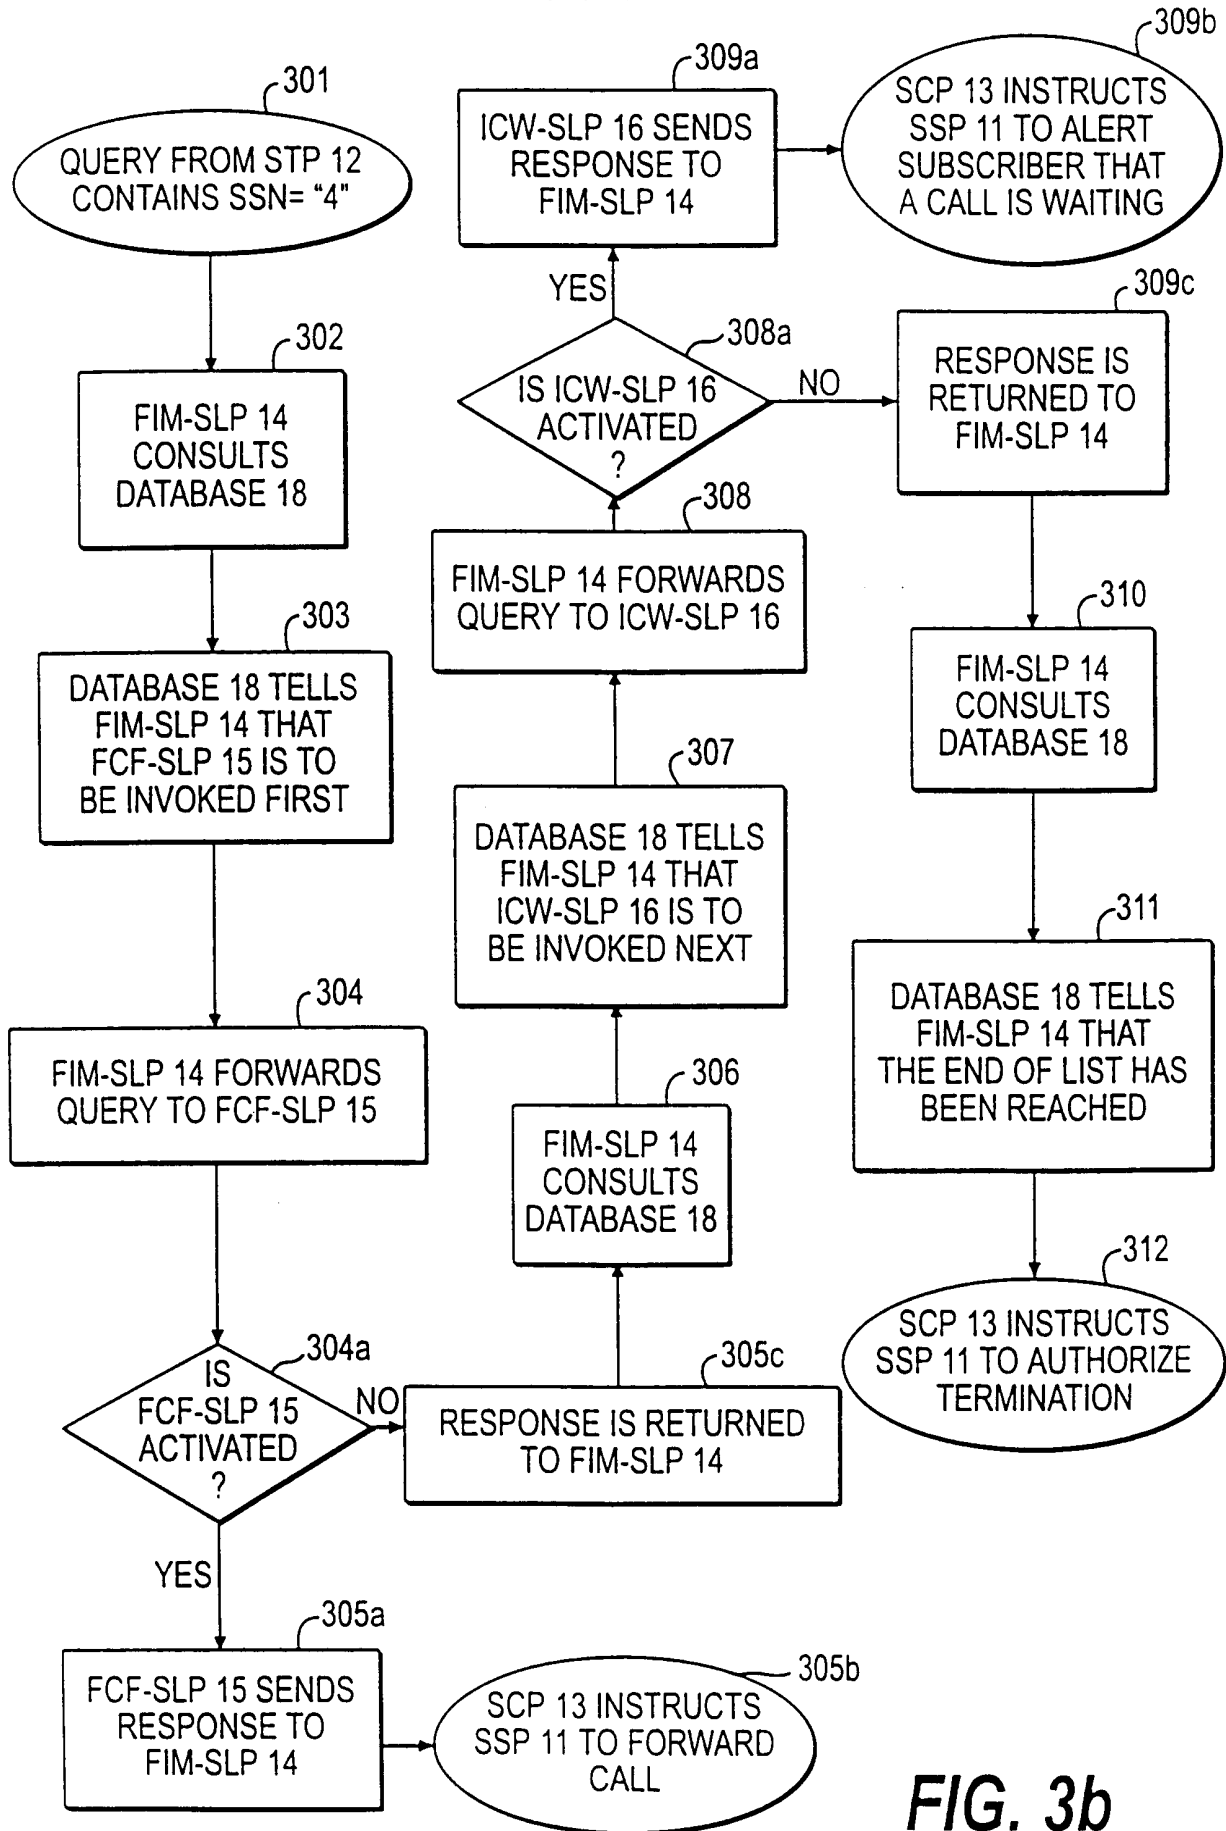 301
QUERY FROM STP 12
CONTAINS SSN= "4"
302
FIM-SLP 14
CONSULTS
DATABASE 18
303
DATABASE 18 TELLS
FIM-SLP 14 THAT
FCF-SLP 15 IS TO
BE INVOKED FIRST
304
FIM-SLP 14 FORWARDS
QUERY TO FCF-SLP 15
304a
IS
FCF-SLP 15
ACTIVATED
?
NO
YES
305a
FCF-SLP 15 SENDS
RESPONSE TO
FIM-SLP 14
305b
SCP 13 INSTRUCTS
SSP 11 TO FORWARD
CALL
305c
RESPONSE IS RETURNED
TO FIM-SLP 14
306
FIM-SLP 14
CONSULTS
DATABASE 18
307
DATABASE 18 TELLS
FIM-SLP 14 THAT
ICW-SLP 16 IS TO
BE INVOKED NEXT
308
FIM-SLP 14 FORWARDS
QUERY TO ICW-SLP 16
308a
IS ICW-SLP 16
ACTIVATED
?
YES
NO
309a
ICW-SLP 16 SENDS
RESPONSE TO
FIM-SLP 14
309b
SCP 13 INSTRUCTS
SSP 11 TO ALERT
SUBSCRIBER THAT
A CALL IS WAITING
309c
RESPONSE IS
RETURNED TO
FIM-SLP 14
310
FIM-SLP 14
CONSULTS
DATABASE 18
311
DATABASE 18 TELLS
FIM-SLP 14 THAT
THE END OF LIST HAS
BEEN REACHED
312
SCP 13 INSTRUCTS
SSP 11 TO AUTHORIZE
TERMINATION
FIG. 3b